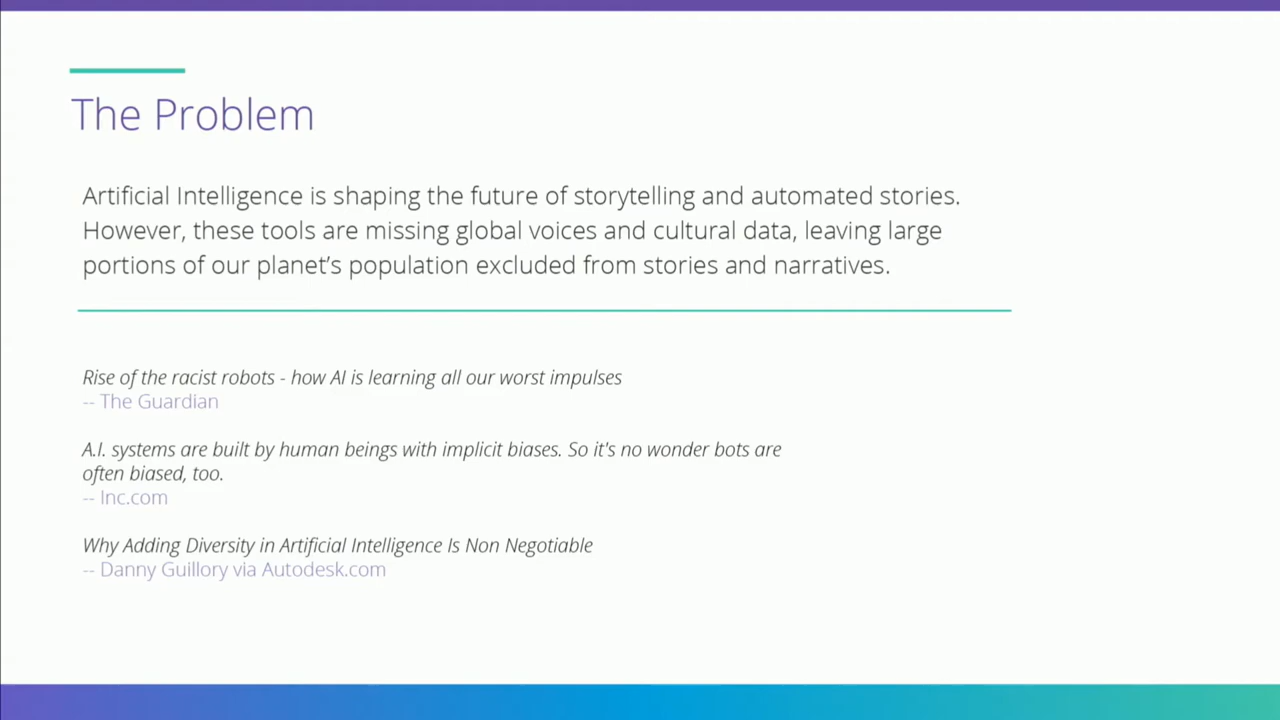 The Problem
Artificial Intelligence is shaping the future of storytelling and automated stories.
However, these tools are missing global voices and cultural data, leaving large
portions of our planet's population excluded from stories and narratives.
Rise of the racist robots - how AI is learning all our worst impulses
-- The Guardian
A.I. systems are built by human beings with implicit biases. So it's no wonder bots are
often biased, too.
-- Inc.com
Why Adding Diversity in Artificial Intelligence Is Non Negotiable
-- Danny Guillory via Autodesk.com